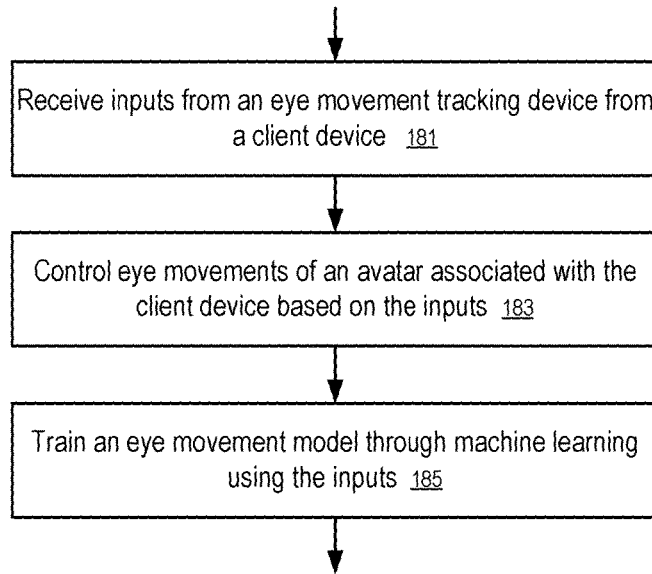 Receive inputs from an eye movement tracking device from
a client device 181
Control eye movements of an avatar associated with the
client device based on the inputs 183
Train an eye movement model through machine learning
using the inputs 185